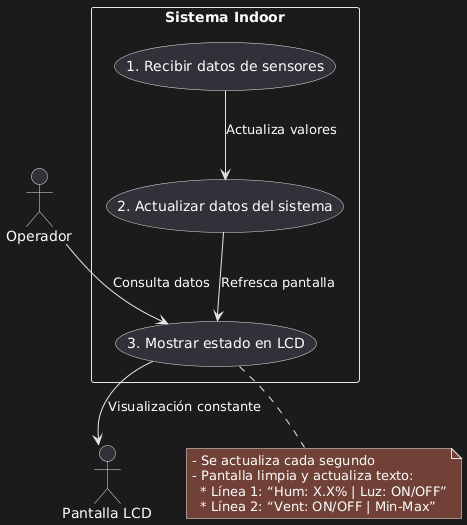 Sistema Indoor
1. Recibir datos de sensores
Actualiza valores
2. Actualizar datos del sistema
Operador
Consulta datos
Refresca pantalla
3. Mostrar estado en LCD
Visualización constante
Pantalla LCD
- Se actualiza cada segundo
- Pantalla limpia y actualiza texto:
* Línea 1: “Hum: X.X% | Luz: ON/OFF”
* Línea 2: “Vent: ON/OFF | Min-Max”